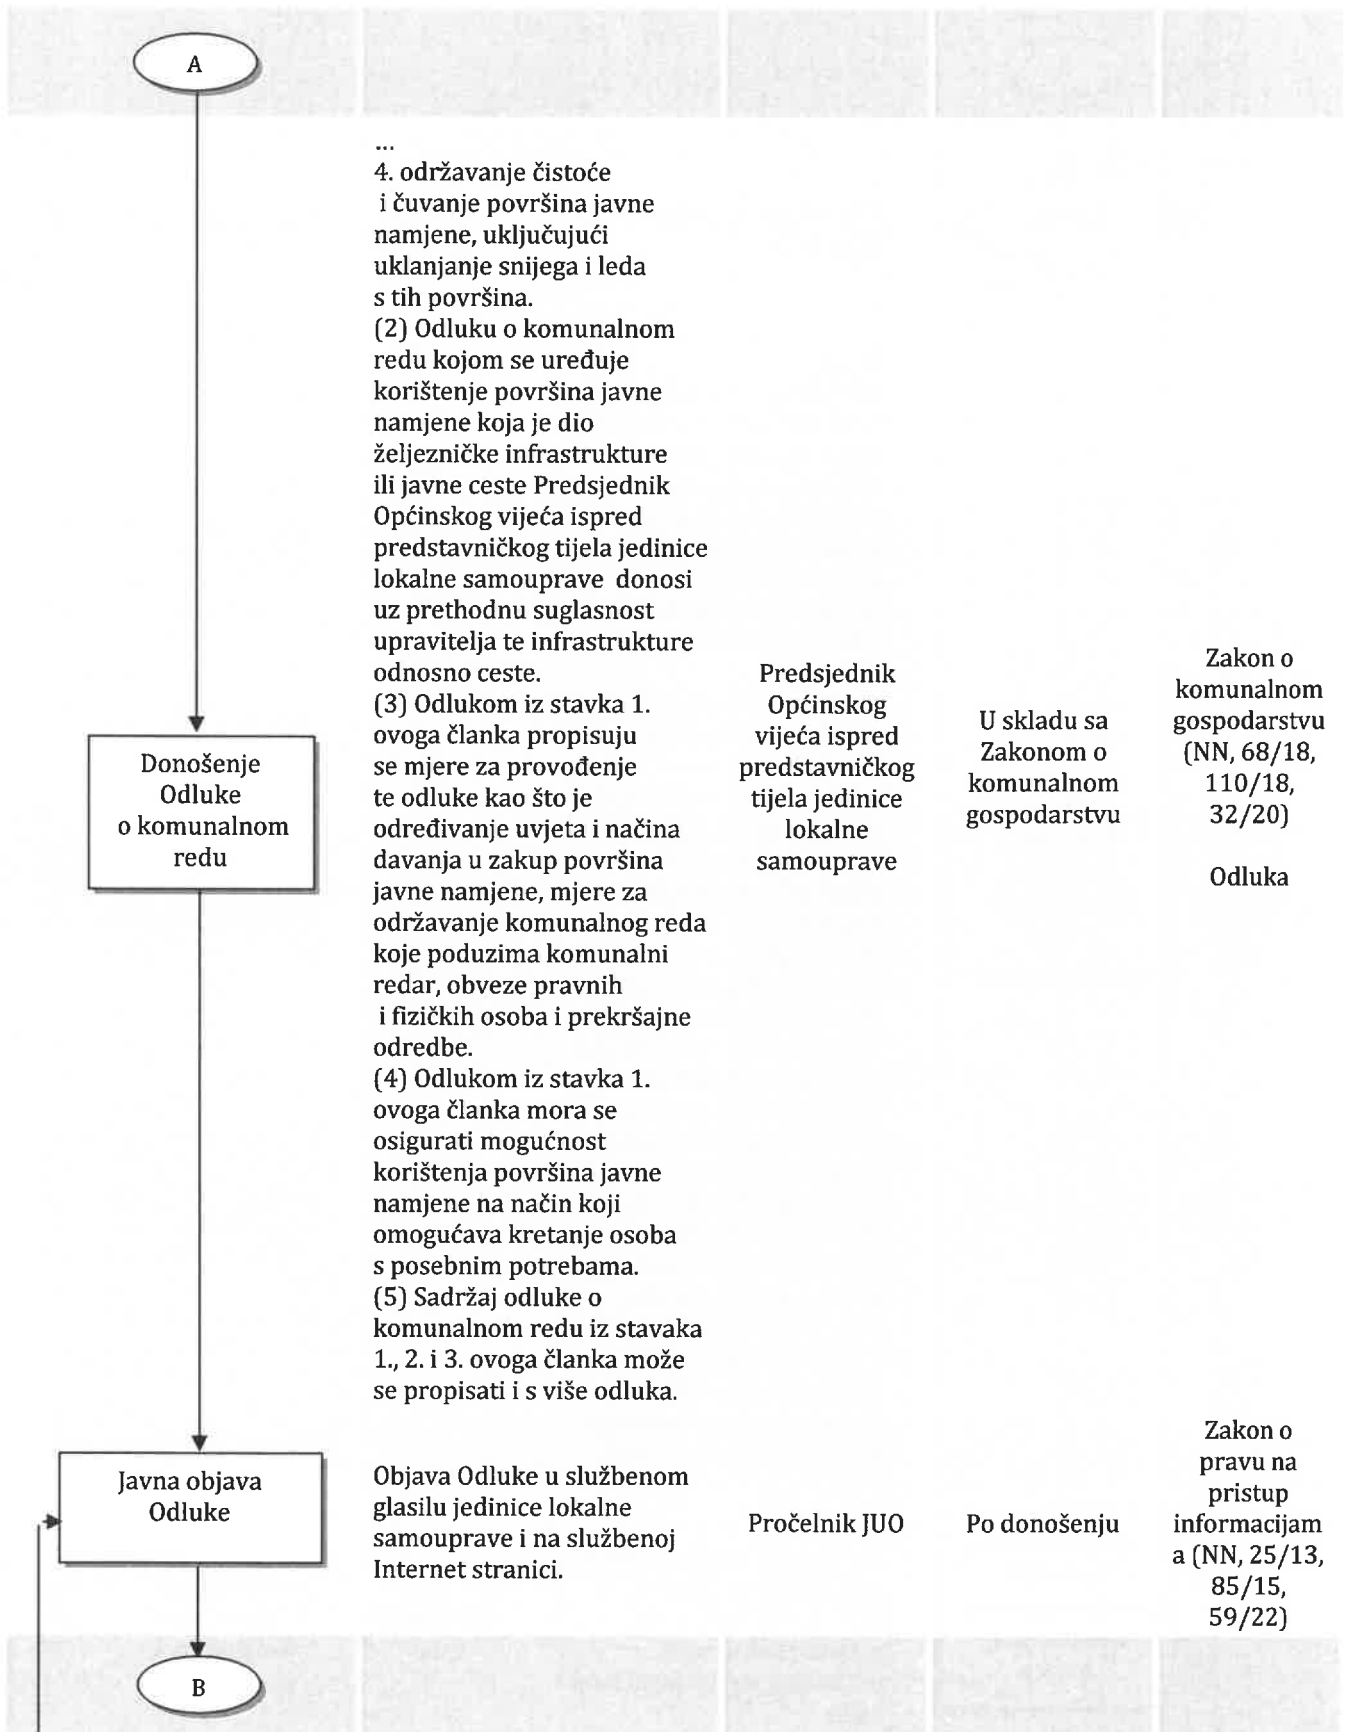 A
...
4. održavanje čistoće
i čuvanje površina javne
namjene, uključujući
uklanjanje snijega i leda
s tih površina.
(2) Odluku o komunalnom
redu kojom se uređuje
korištenje površina javne
namjene koja je dio
željezničke infrastrukture
ili javne ceste Predsjednik
Općinskog vijeća ispred
predstavničkog tijela jedinice
lokalne samouprave donosi
uz prethodnu suglasnost
upravitelja te infrastrukture
odnosno ceste.
(3) Odlukom iz stavka 1.
ovoga članka propisuju
se mjere za provođenje
te odluke kao što je
određivanje uvjeta i načina
davanja u zakup površina
javne namjene, mjere za
održavanje komunalnog reda
koje poduzima komunalni
redar, obveze pravnih
i fizičkih osoba i prekršajne
odredbe.
(4) Odlukom iz stavka 1.
ovoga članka mora se
osigurati mogućnost
korištenja površina javne
namjene na način koji
omogućava kretanje osoba
s posebnim potrebama.
(5) Sadržaj odluke o
komunalnom redu iz stavaka
1., 2. i 3. ovoga članka može
se propisati i s više odluka.
Donošenje
Odluke
o komunalnom
redu
Predsjednik
Općinskog
vijeća ispred
predstavničkog
tijela jedinice
lokalne
samouprave
U skladu sa
Zakonom o
komunalnom
gospodarstvu
Zakon o
komunalnom
gospodarstvu
(NN, 68/18,
110/18,
32/20)
Odluka
Javna objava
Odluke
Objava Odluke u službenom
glasilu jedinice lokalne
samouprave i na službenoj
Internet stranici.
Pročelnik JUO
Po donošenju
Zakon o
pravu na
pristup
informacijam
a (NN, 25/13,
85/15,
59/22)
B